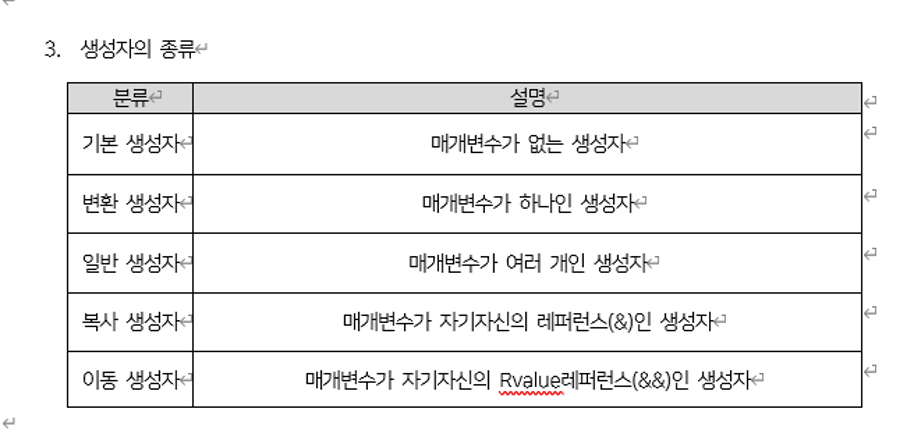 3. 생성자의 종류
분류 설명
기본 생성자 매개변수가 없는 생성자
변환 생성자 매개변수가 하나인 생성자
일반 생성자 매개변수가 여러 개인 생성자
복사 생성자 매개변수가 자기자신의 레퍼런스(&)인 생성자
이동 생성자 매개변수가 자기자신의 Rvalue레퍼런스(&&)인 생성자